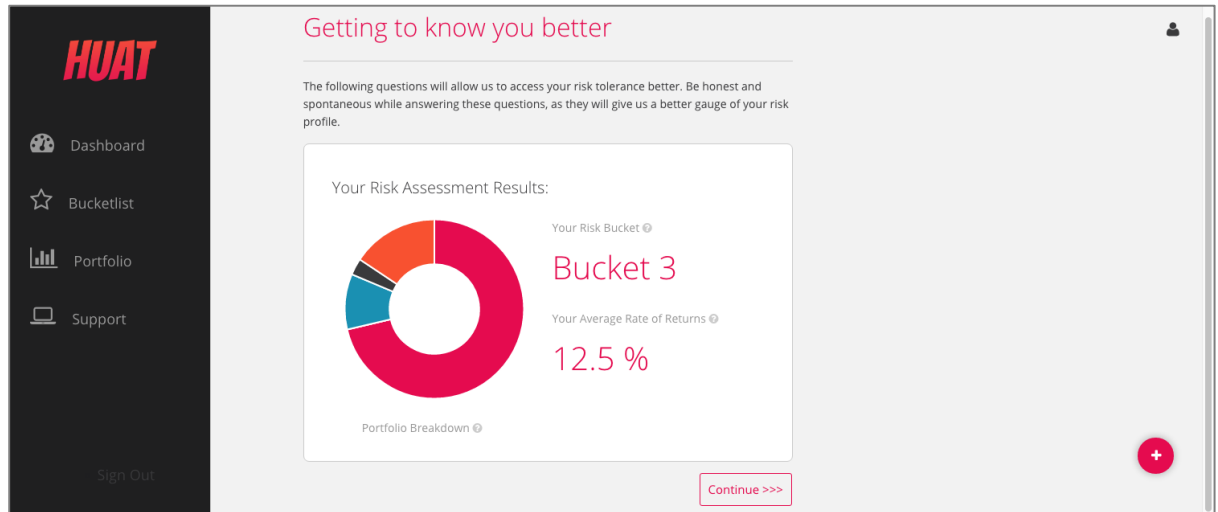 HUAT
Dashboard
Bucketlist
Portfolio
Support
Sign Out
Getting to know you better
The following questions will allow us to access your risk tolerance better. Be honest and
spontaneous while answering these questions, as they will give us a better gauge of your risk
profile.
Your Risk Assessment Results:
Your Risk Bucket
Bucket 3
Your Average Rate of Returns
12.5 %
Portfolio Breakdown
Continue >>>